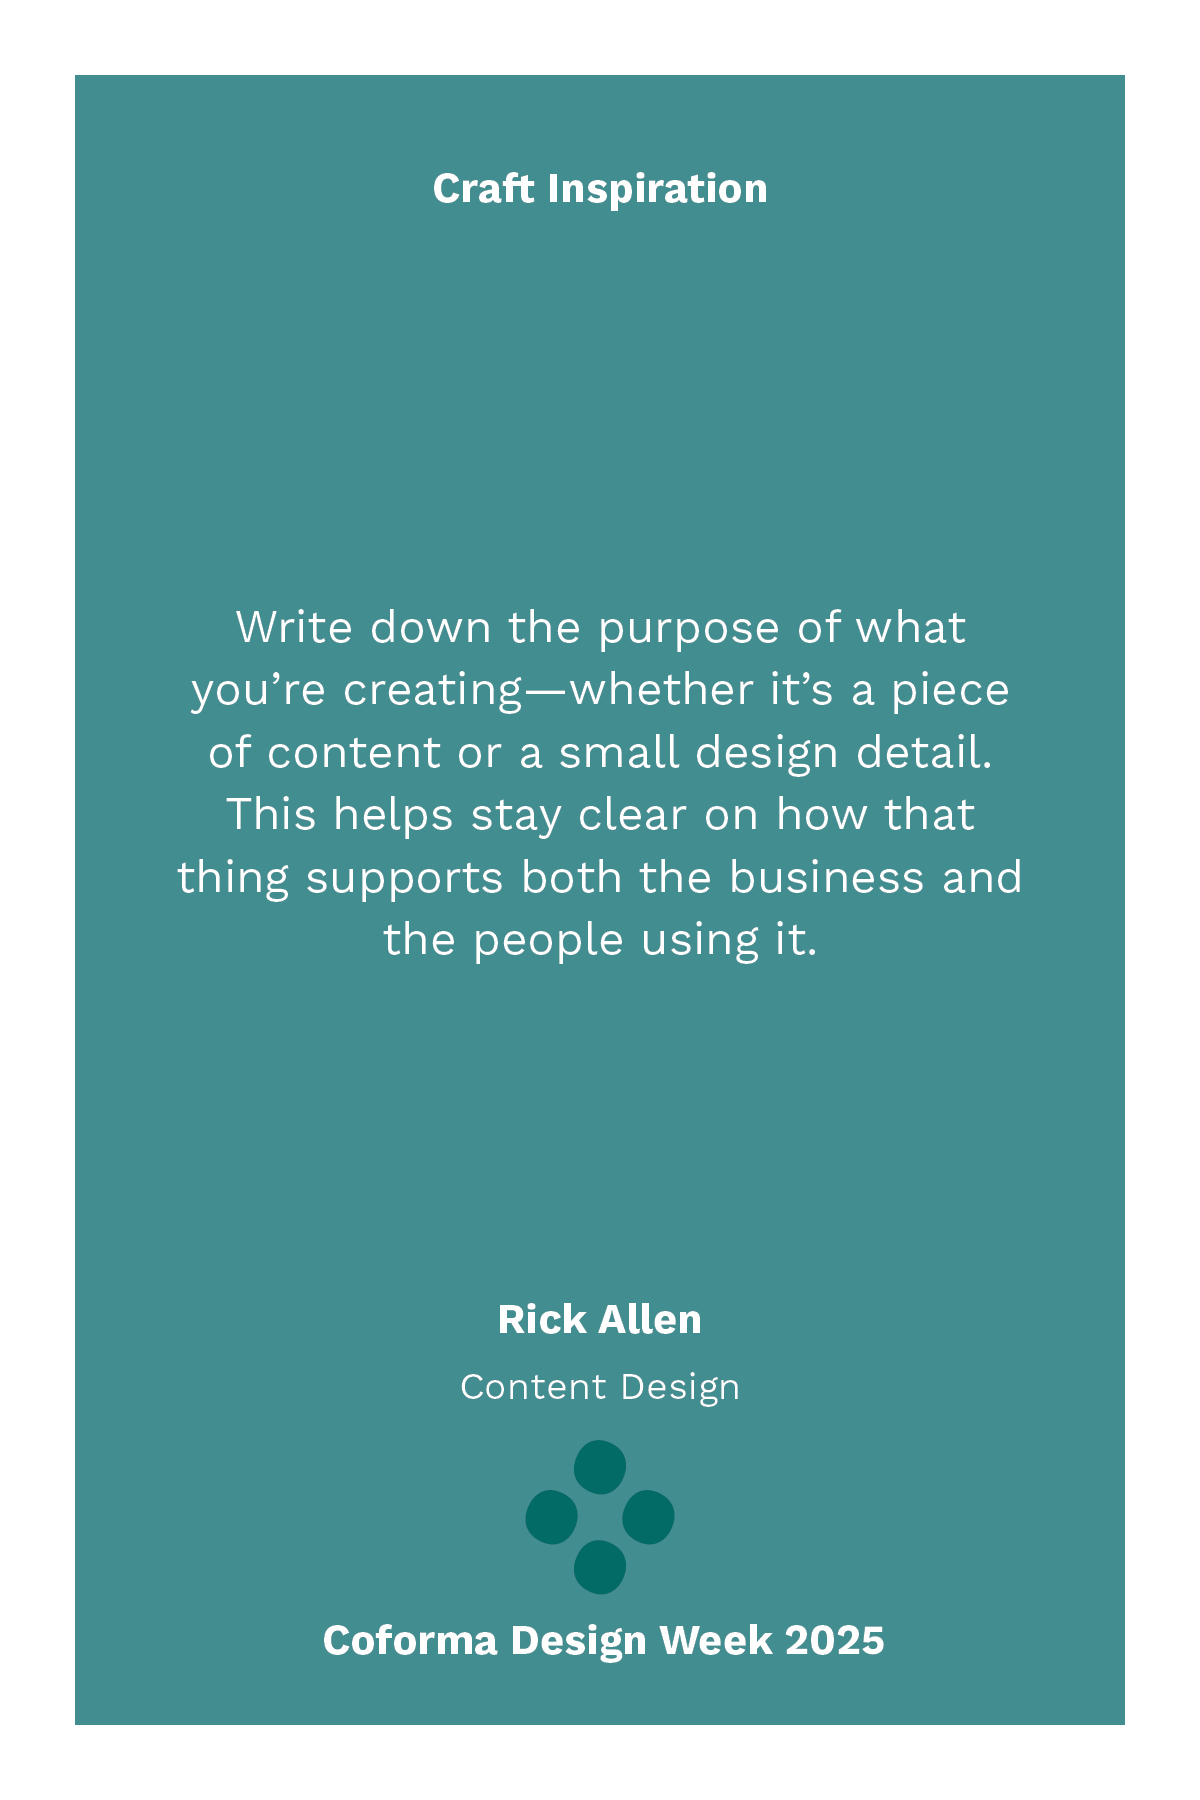 Craft Inspiration
Write down the purpose of what
you’re creating—whether it’s a piece
of content or a small design detail.
This helps stay clear on how that
thing supports both the business and
the people using it.
Rick Allen
Content Design
Coforma Design Week 2025